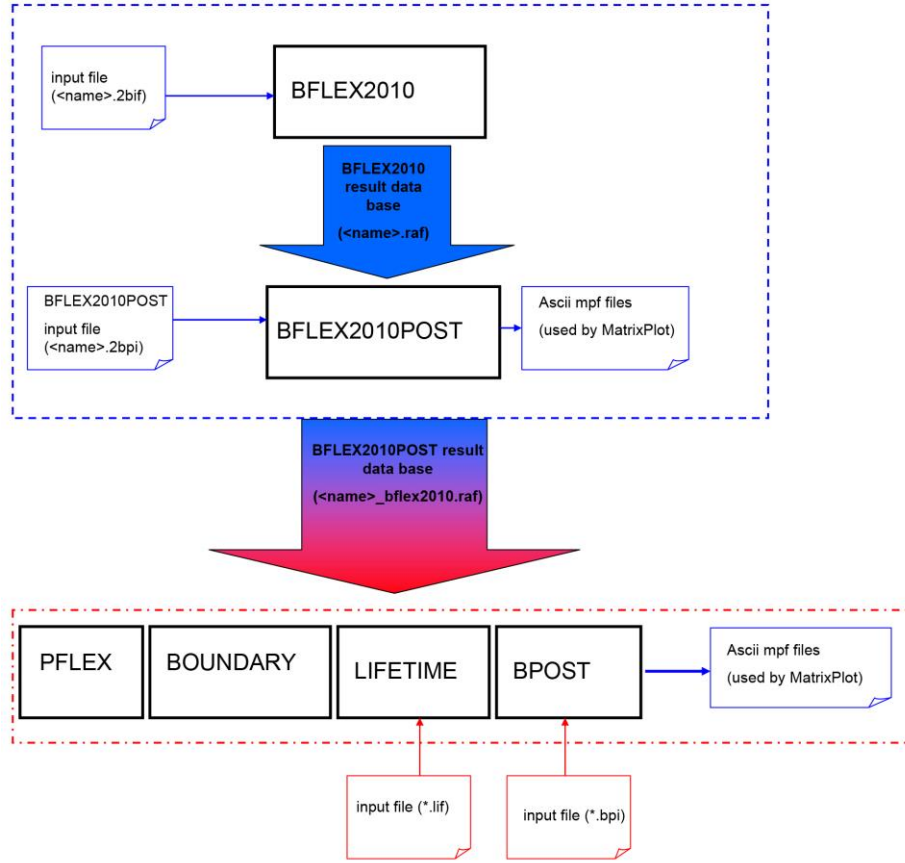 input file
(<name>.2bif)
BFLEX2010
BFLEX2010
result data
base
(<name>.raf)
BFLEX2010POST
input file
(<name>.2bpi)
BFLEX2010POST
Ascii mpf files
(used by MatrixPlot)
BFLEX2010POST result
data base
(<name>_bflex2010.raf)
PFLEX
BOUNDARY
LIFETIME
BPOST
Ascii mpf files
(used by MatrixPlot)
input file (*.lif)
input file (*.bpi)